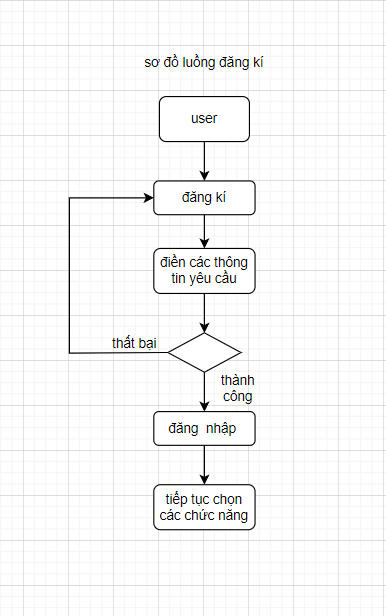 sơ đồ luồng đăng kí
user
đăng kí
điền các thông
tin yêu cầu
thất bại
thành
công
đăng nhập
tiếp tục chọn
các chức năng